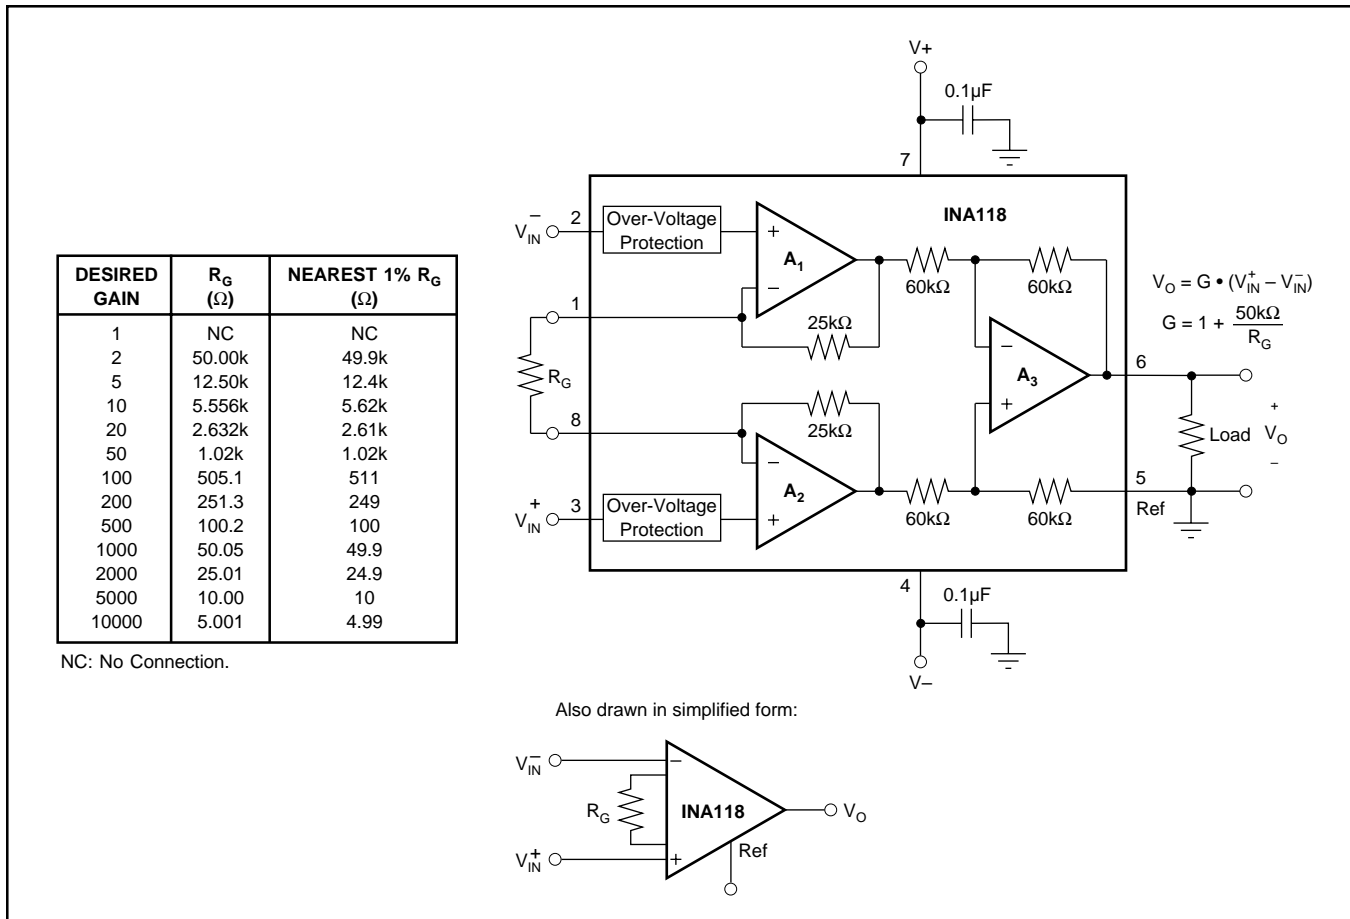 DESIRED GAIN | R_G (Ω) | NEAREST 1% R_G (Ω)
1 | NC | NC
2 | 50.00k | 49.9k
5 | 12.50k | 12.4k
10 | 5.556k | 5.62k
20 | 2.632k | 2.61k
50 | 1.02k | 1.02k
100 | 505.1 | 511
200 | 251.3 | 249
500 | 100.2 | 100
1000 | 50.05 | 49.9
2000 | 25.01 | 24.9
5000 | 10.00 | 10
10000 | 5.001 | 4.99
NC: No Connection.
V+
0.1µF
7
INA118
V_IN^−
2
Over-Voltage
Protection
+
A_1
−
60kΩ
60kΩ
1
25kΩ
R_G
8
25kΩ
−
A_3
+
6
V_O = G • (V_IN^+ − V_IN^−)
G = 1 + 50kΩ / R_G
Load
+
V_O
−
−
A_2
+
V_IN^+
3
Over-Voltage
Protection
60kΩ
60kΩ
5
Ref
4
0.1µF
V−
Also drawn in simplified form:
V_IN^−
−
R_G
INA118
V_O
V_IN^+
+
Ref